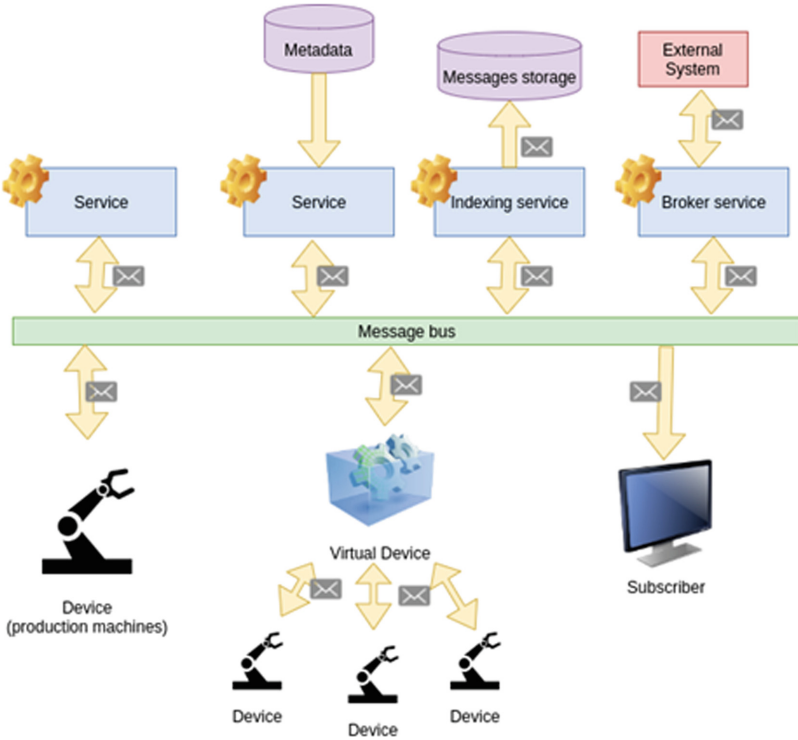 Metadata
Messages storage
External
System
Service
Service
Indexing service
Broker service
Message bus
Virtual Device
Subscriber
Device
(production machines)
Device
Device
Device